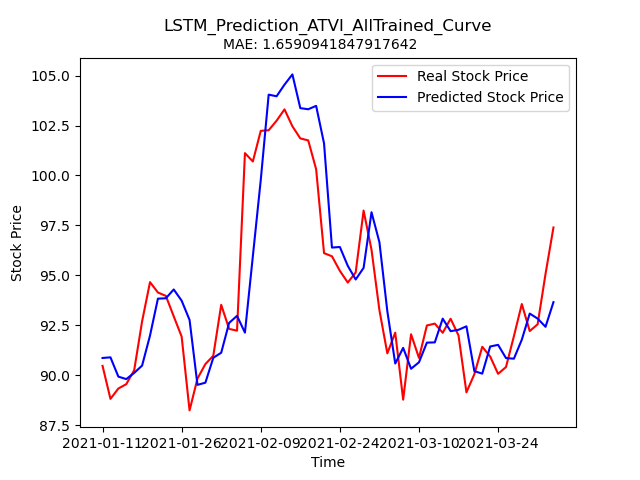 LSTM_Prediction_ATVI_AllTrained_Curve
MAE: 1.6590941847917642
Real Stock Price
Predicted Stock Price
105.0
102.5
100.0
97.5
95.0
92.5
90.0
87.5
Stock Price
2021-01-11 2021-01-26 2021-02-09 2021-02-24 2021-03-10 2021-03-24
Time